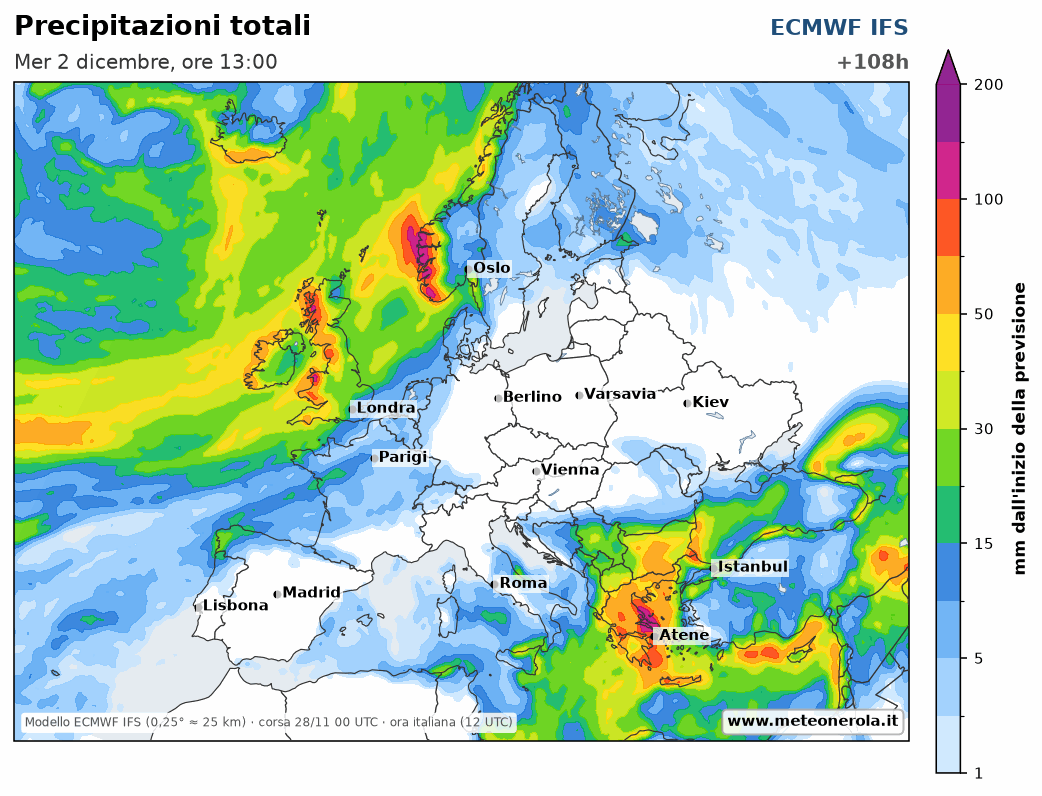 Precipitazioni totali
ECMWF IFS
Mer 2 dicembre, ore 13:00
+108h
200
100
50
30
15
5
1
mm dall'inizio della previsione
Oslo
Londra
Berlino
Varsavia
Kiev
Parigi
Vienna
Istanbul
Roma
Madrid
Lisbona
Atene
Modello ECMWF IFS (0,25° ≈ 25 km) · corsa 28/11 00 UTC · ora italiana (12 UTC)
www.meteonerola.it